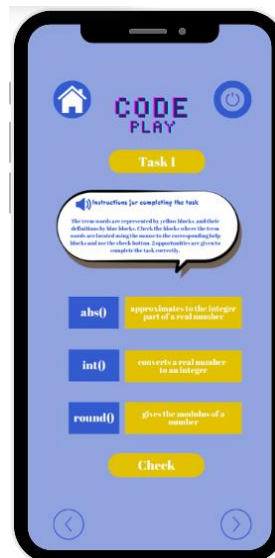 CODE
PLAY
Task 1
Instructions for completing the task
The term words are represented by yellow blocks, and their
definitions by blue blocks. Check the blocks where the term
words are located using the mouse to the corresponding help
blocks and use the check button. 2 opportunities are given to
complete the task correctly.
abs()
approximates to the integer
part of a real number
int()
converts a real number
to an integer
round()
gives the modulus of a
number
Check